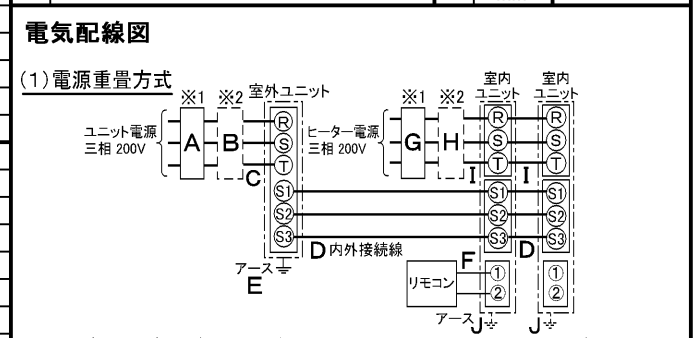 電気配線図
(1)電源重畳方式
※1 ※2 室外ユニット ※1 ※2 室内ユニット 室内ユニット
ユニット電源
三相 200V
A B C
R
S
T
S1
S2
S3
アース
E
ヒーター電源
三相 200V
G H I I
R R
S S
T T
S1 S1
S2 S2
S3 S3
D 内外接続線 D
リモコン F
① ①
② ②
アース J J